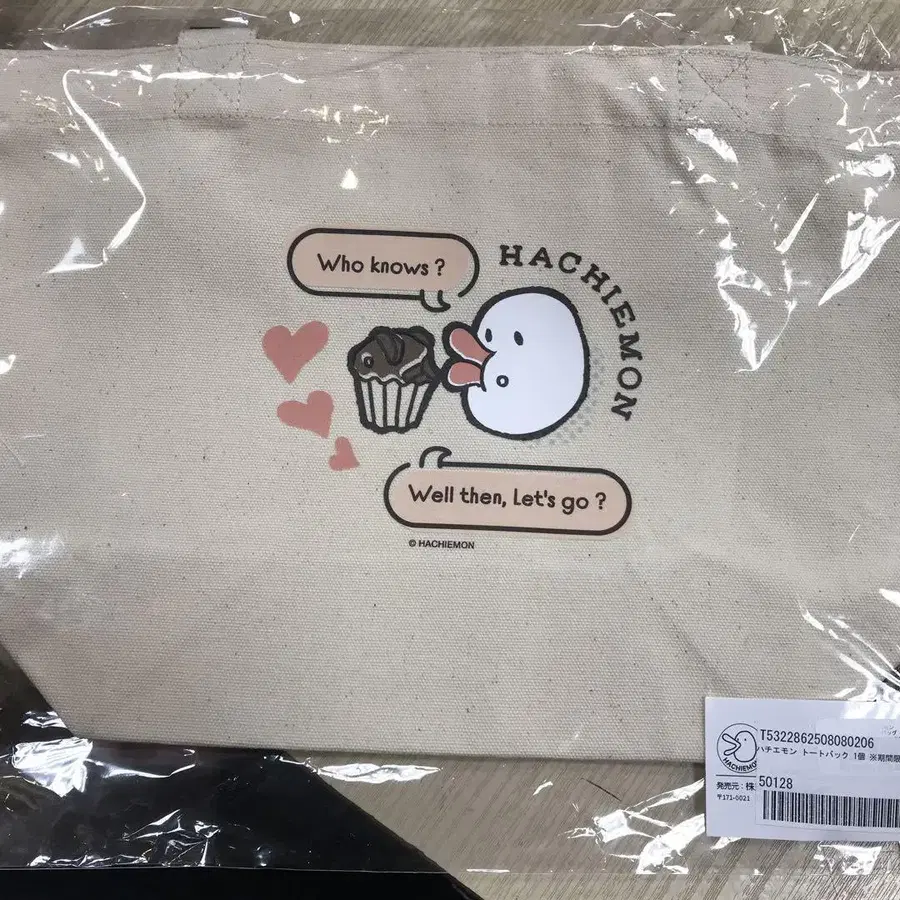 Who knows ?
HACHIEMON
Well then, Let's go ?
© HACHIEMON
T5322862508080206
ハチエモン トートバック 1個 ※期間限
HACHIEMON
発売元:株
50128
〒171-0021